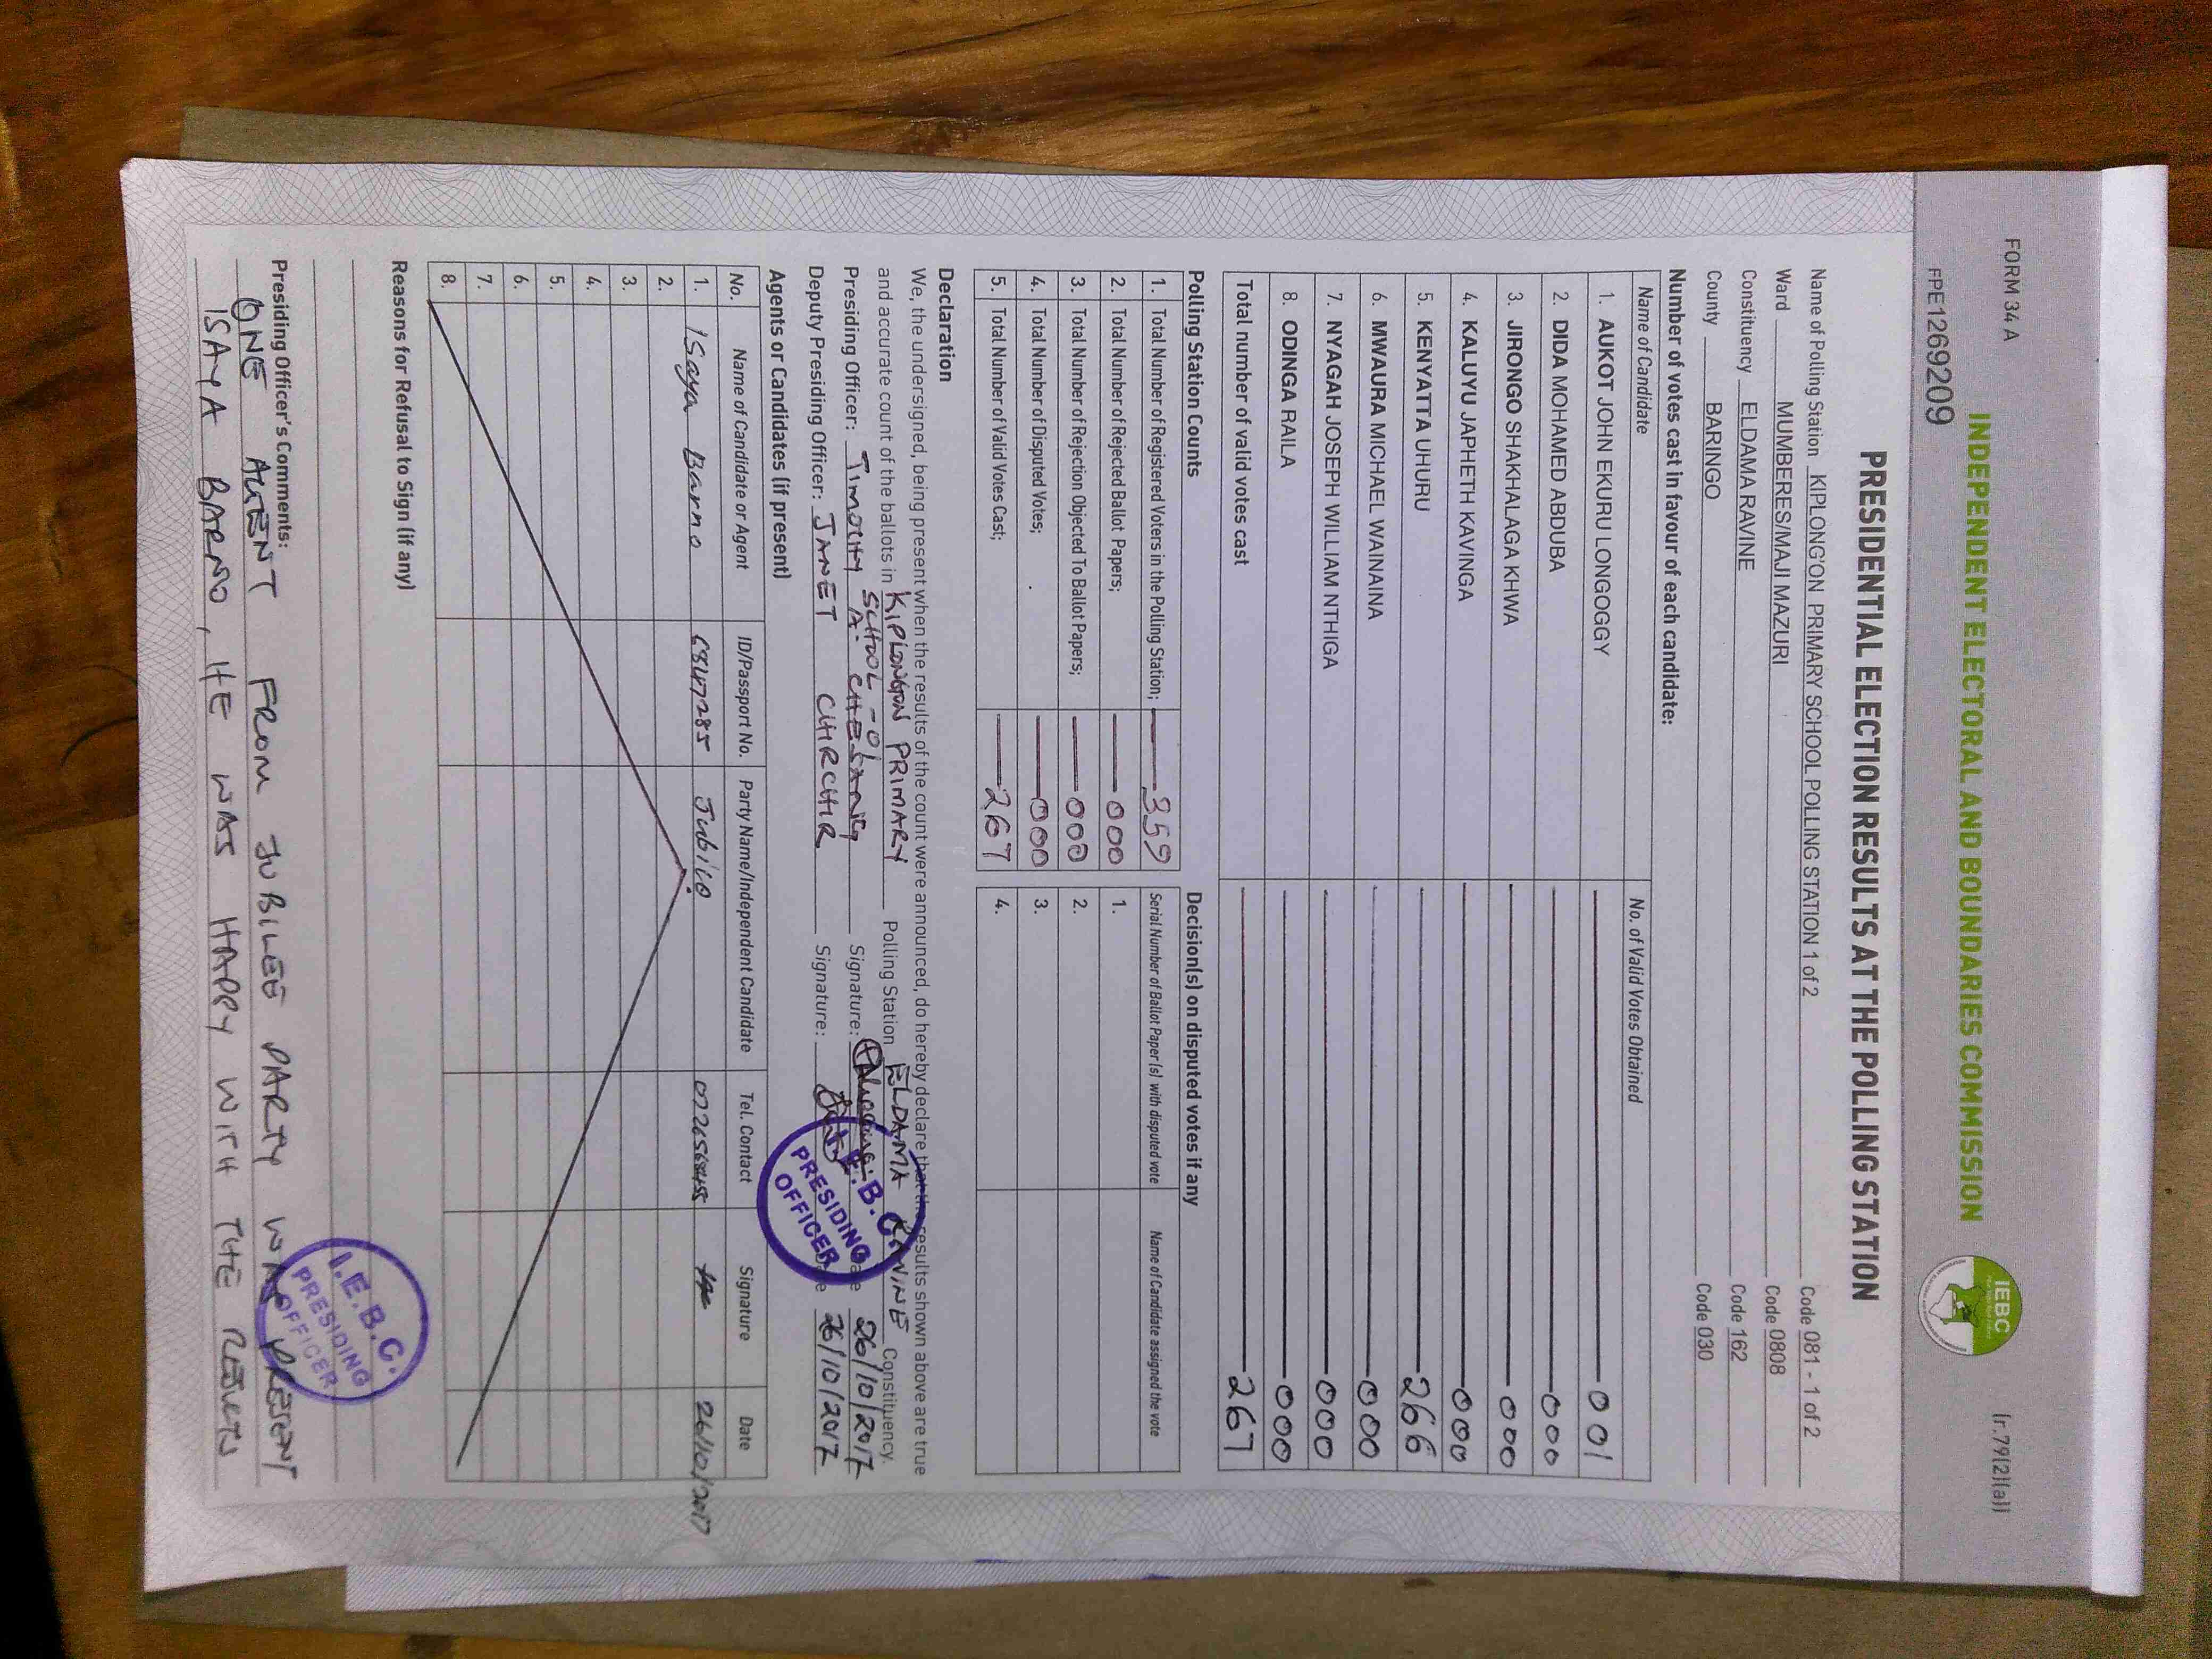 FORM 34 A
(r.79(2)(a))
INDEPENDENT ELECTORAL AND BOUNDARIES COMMISSION
IEBC
FPE1269209
PRESIDENTIAL ELECTION RESULTS AT THE POLLING STATION
Name of Polling Station KIPLONG'ON PRIMARY SCHOOL POLLING STATION 1 of 2 Code 081 - 1 of 2
Ward MUMBERES/MAJI MAZURI Code 0808
Constituency ELDAMA RAVINE Code 162
County BARINGO Code 030
Number of votes cast in favour of each candidate:
Name of Candidate No. of Valid Votes Obtained
1. AUKOT JOHN EKURU LONGOGGY 001
2. DIDA MOHAMED ABDUBA 000
3. JIRONGO SHAKHALAGA KHWA 000
4. KALUYU JAPHETH KAVINGA 000
5. KENYATTA UHURU 266
6. MWAURA MICHAEL WAINAINA 000
7. NYAGAH JOSEPH WILLIAM NTHIGA 000
8. ODINGA RAILA 000
Total number of valid votes cast 267
Polling Station Counts
1. Total Number of Registered Voters in the Polling Station; 359
2. Total Number of Rejected Ballot Papers; 000
3. Total Number of Rejection Objected To Ballot Papers; 000
4. Total Number of Disputed Votes; 000
5. Total Number of Valid Votes Cast; 267
Decision(s) on disputed votes if any
Serial Number of Ballot Paper(s) with disputed vote Name of Candidate assigned the vote
1.
2.
3.
4.
Declaration
We, the undersigned, being present when the results of the count were announced, do hereby declare that the results shown above are true
and accurate count of the ballots in KIPLONGON PRIMARY SCHOOL - 01 Polling Station ELDAMA RAVINE Constituency.
Presiding Officer: TIMOTHY A. Signature: Date 26/10/2017
Deputy Presiding Officer: JANET CHRCHR Signature: Date 26/10/2017
I.E.B.C. PRESIDING OFFICER
Agents or Candidates (if present)
No. Name of Candidate or Agent ID/Passport No. Party Name/Independent Candidate Tel. Contact Signature Date
1. ISaya Barno Jubilee 26/10/2017
2.
3.
4.
5.
6.
7.
8.
Reasons for Refusal to Sign (if any)
I.E.B.C. PRESIDING OFFICER
Presiding Officer's Comments:
ONE AGENT FROM JUBILEE PARTY WAS PRESENT
ISAYA BARNO, HE WAS HAPPY WITH THE RESULTS